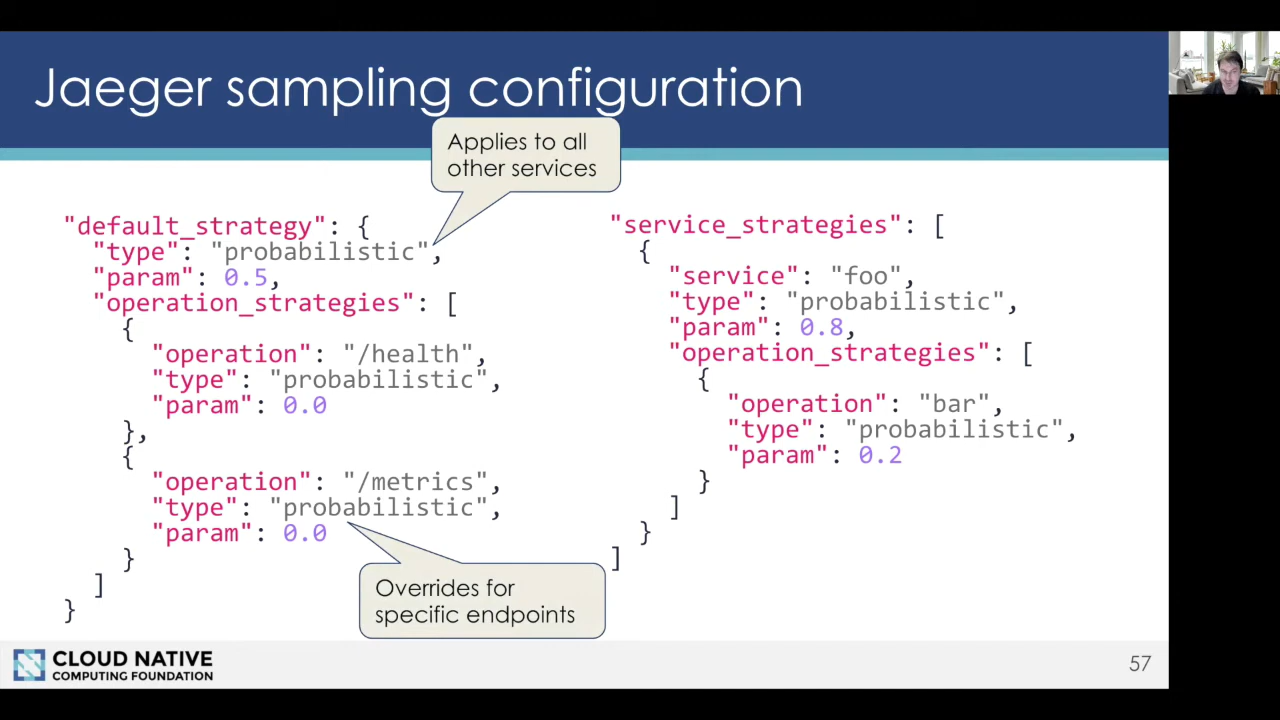 Jaeger sampling configuration
Applies to all
other services
"default_strategy": {
"type": "probabilistic",
"param": 0.5,
"operation_strategies": [
{
"operation": "/health",
"type": "probabilistic",
"param": 0.0
},
{
"operation": "/metrics",
"type": "probabilistic",
"param": 0.0
}
]
}
Overrides for
specific endpoints
"service_strategies": [
{
"service": "foo",
"type": "probabilistic",
"param": 0.8,
"operation_strategies": [
{
"operation": "bar",
"type": "probabilistic",
"param": 0.2
}
]
}
]
CLOUD NATIVE
COMPUTING FOUNDATION
57